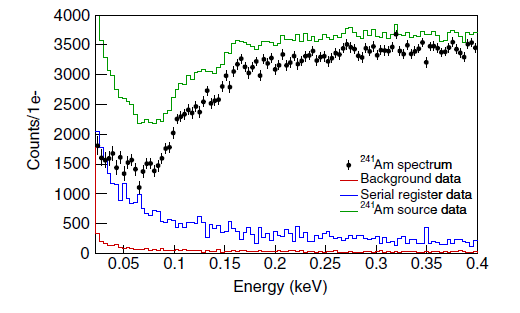 4000
3500
3000
2500
2000
1500
1000
500
0
Counts/1e-
²⁴¹Am spectrum
Background data
Serial register data
²⁴¹Am source data
0.05 0.1 0.15 0.2 0.25 0.3 0.35 0.4
Energy (keV)